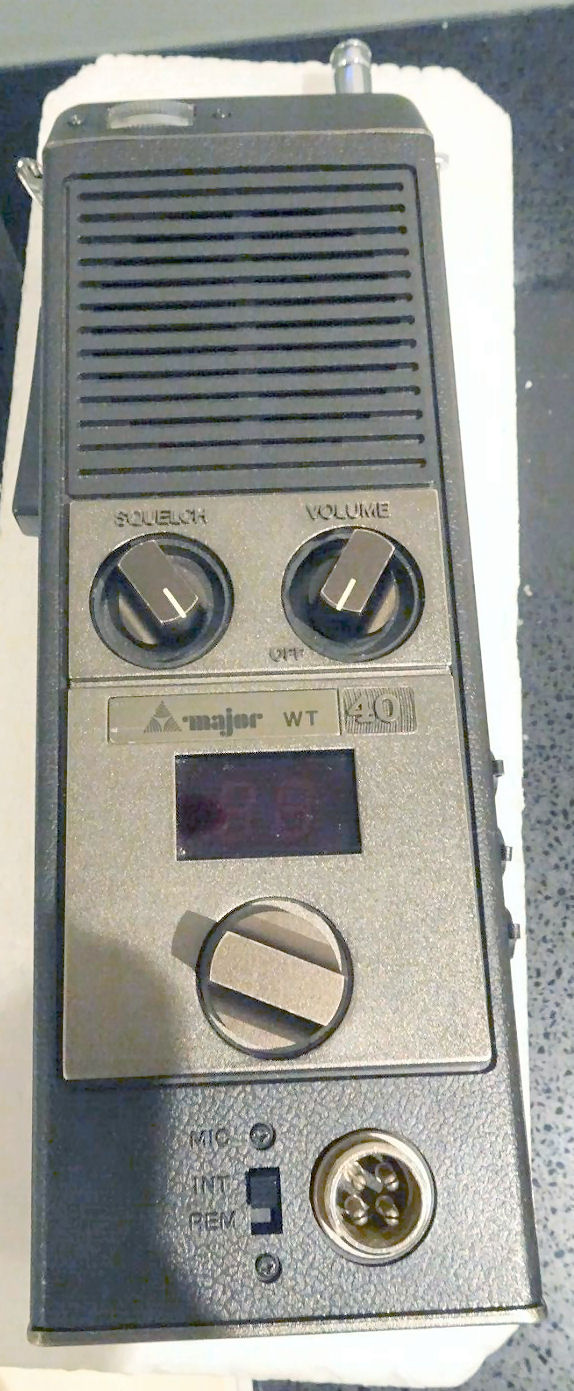 SQUELCH VOLUME
OFF
major WT 40
MIC
INT
REM